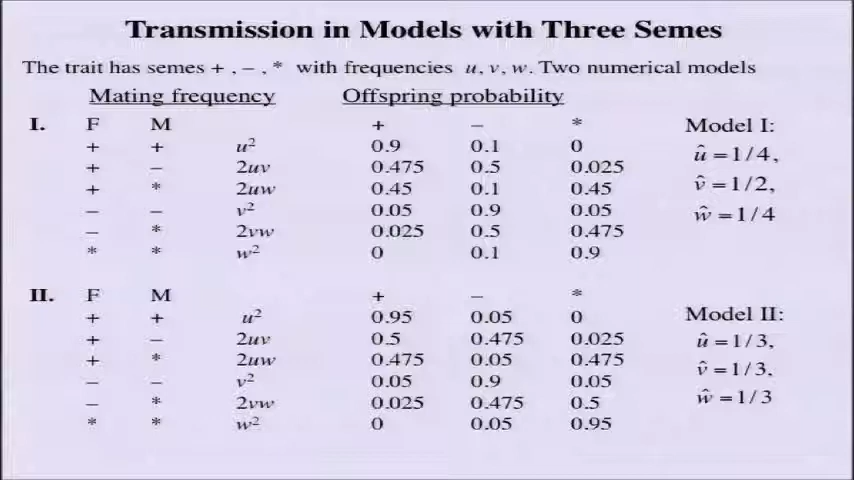 Transmission in Models with Three Semes
The trait has semes + , – , * with frequencies u, v, w. Two numerical models
Mating frequency Offspring probability
I. F M + – * Model I:
+ + u² 0.9 0.1 0 û = 1/4,
+ – 2uv 0.475 0.5 0.025
+ * 2uw 0.45 0.1 0.45 v̂ = 1/2,
– – v² 0.05 0.9 0.05 ŵ = 1/4
– * 2vw 0.025 0.5 0.475
* * w² 0 0.1 0.9
II. F M + – * Model II:
+ + u² 0.95 0.05 0
+ – 2uv 0.5 0.475 0.025 û = 1/3,
+ * 2uw 0.475 0.05 0.475 v̂ = 1/3,
– – v² 0.05 0.9 0.05
– * 2vw 0.025 0.475 0.5 ŵ = 1/3
* * w² 0 0.05 0.95